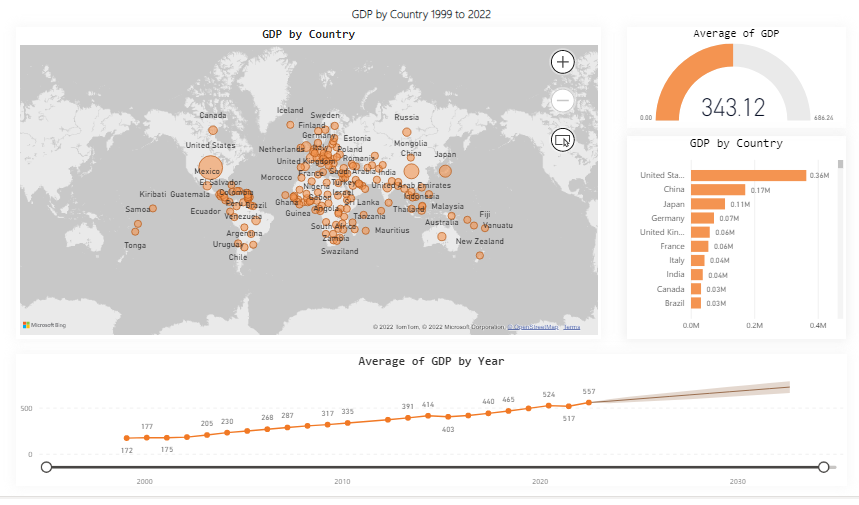 GDP by Country 1999 to 2022
GDP by Country
Iceland
Canada
Sweden
Russia
Finland
Germany
Estonia
United States
Mongolia
Netherlands
Italy
Poland
China
Japan
United Kingdom
Romania
Mexico
France
Saudi Arabia
India
Morocco
El Salvador
Nigeria
Turkey
United Arab Emirates
Kiribati
Guatemala
Colombia
Israel
Gabon
Indonesia
Ghana
Sri Lanka
Peru
Brazil
Samoa
Ecuador
Angola
Thailand
Malaysia
Guinea
Tanzania
Fiji
Venezuela
Australia
Vanuatu
Argentina
South Africa
Mauritius
Tonga
Uruguay
Zambia
New Zealand
Chile
Swaziland
Microsoft Bing
© 2022 TomTom, © 2022 Microsoft Corporation, © OpenStreetMap Terms
Average of GDP
343.12
0.00
686.24
GDP by Country
United Sta... 0.36M
China 0.17M
Japan 0.11M
Germany 0.07M
United Kin... 0.06M
France 0.06M
Italy 0.04M
India 0.04M
Canada 0.03M
Brazil 0.03M
0.0M 0.2M 0.4M
Average of GDP by Year
500
0
172
177
175
205
230
268
287
317
335
391
414
403
440
465
524
517
557
2000 2010 2020 2030